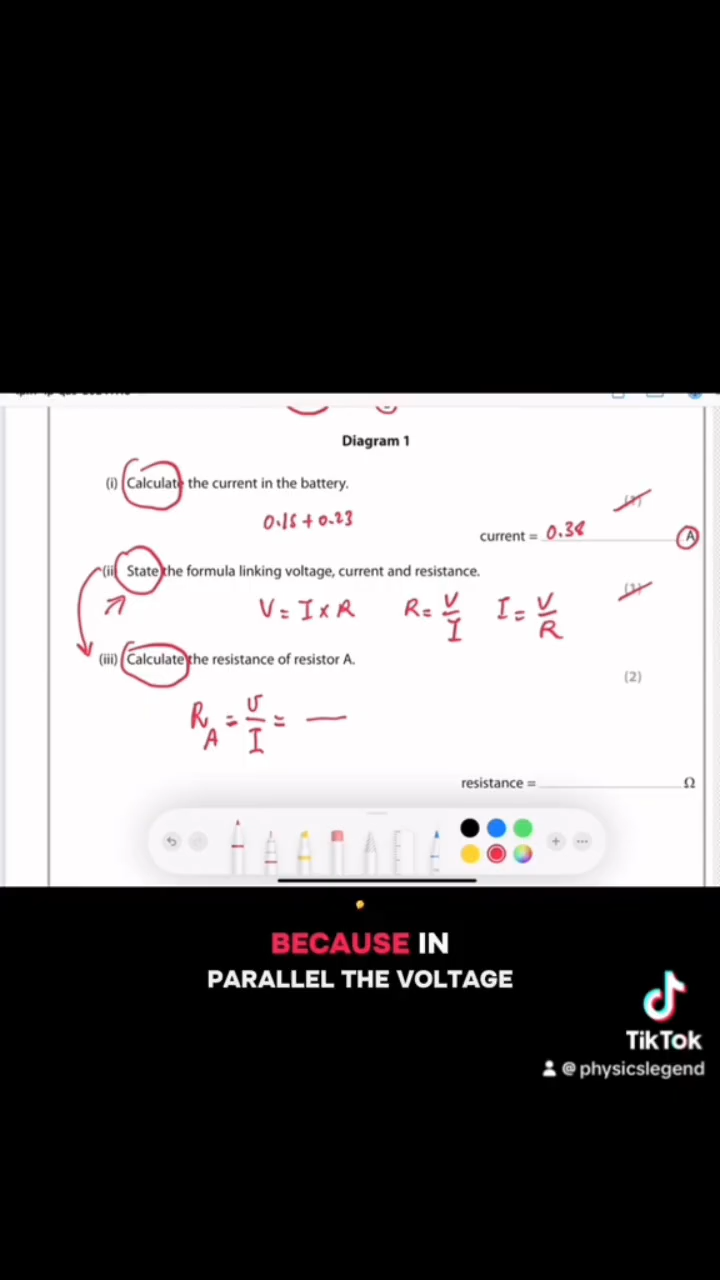 Diagram 1
(i) Calculate the current in the battery.
(1)
0.15 + 0.23
current = 0.38 A
(ii) State the formula linking voltage, current and resistance.
(1)
V = I × R R = V/I I = V/R
(iii) Calculate the resistance of resistor A.
(2)
R_A = V/I = —
resistance = Ω
BECAUSE IN
PARALLEL THE VOLTAGE
TikTok
@physicslegend